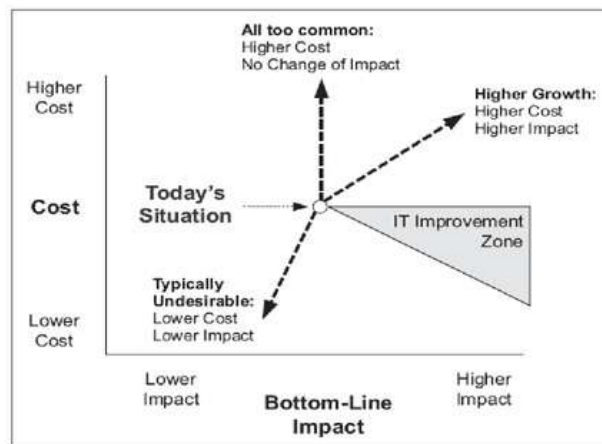 All too common:
Higher Cost
No Change of Impact
Higher
Cost
Higher Growth:
Higher Cost
Higher Impact
Cost
Today's
Situation
IT Improvement
Zone
Typically
Undesirable:
Lower Cost
Lower Impact
Lower
Cost
Lower
Impact
Bottom-Line
Impact
Higher
Impact